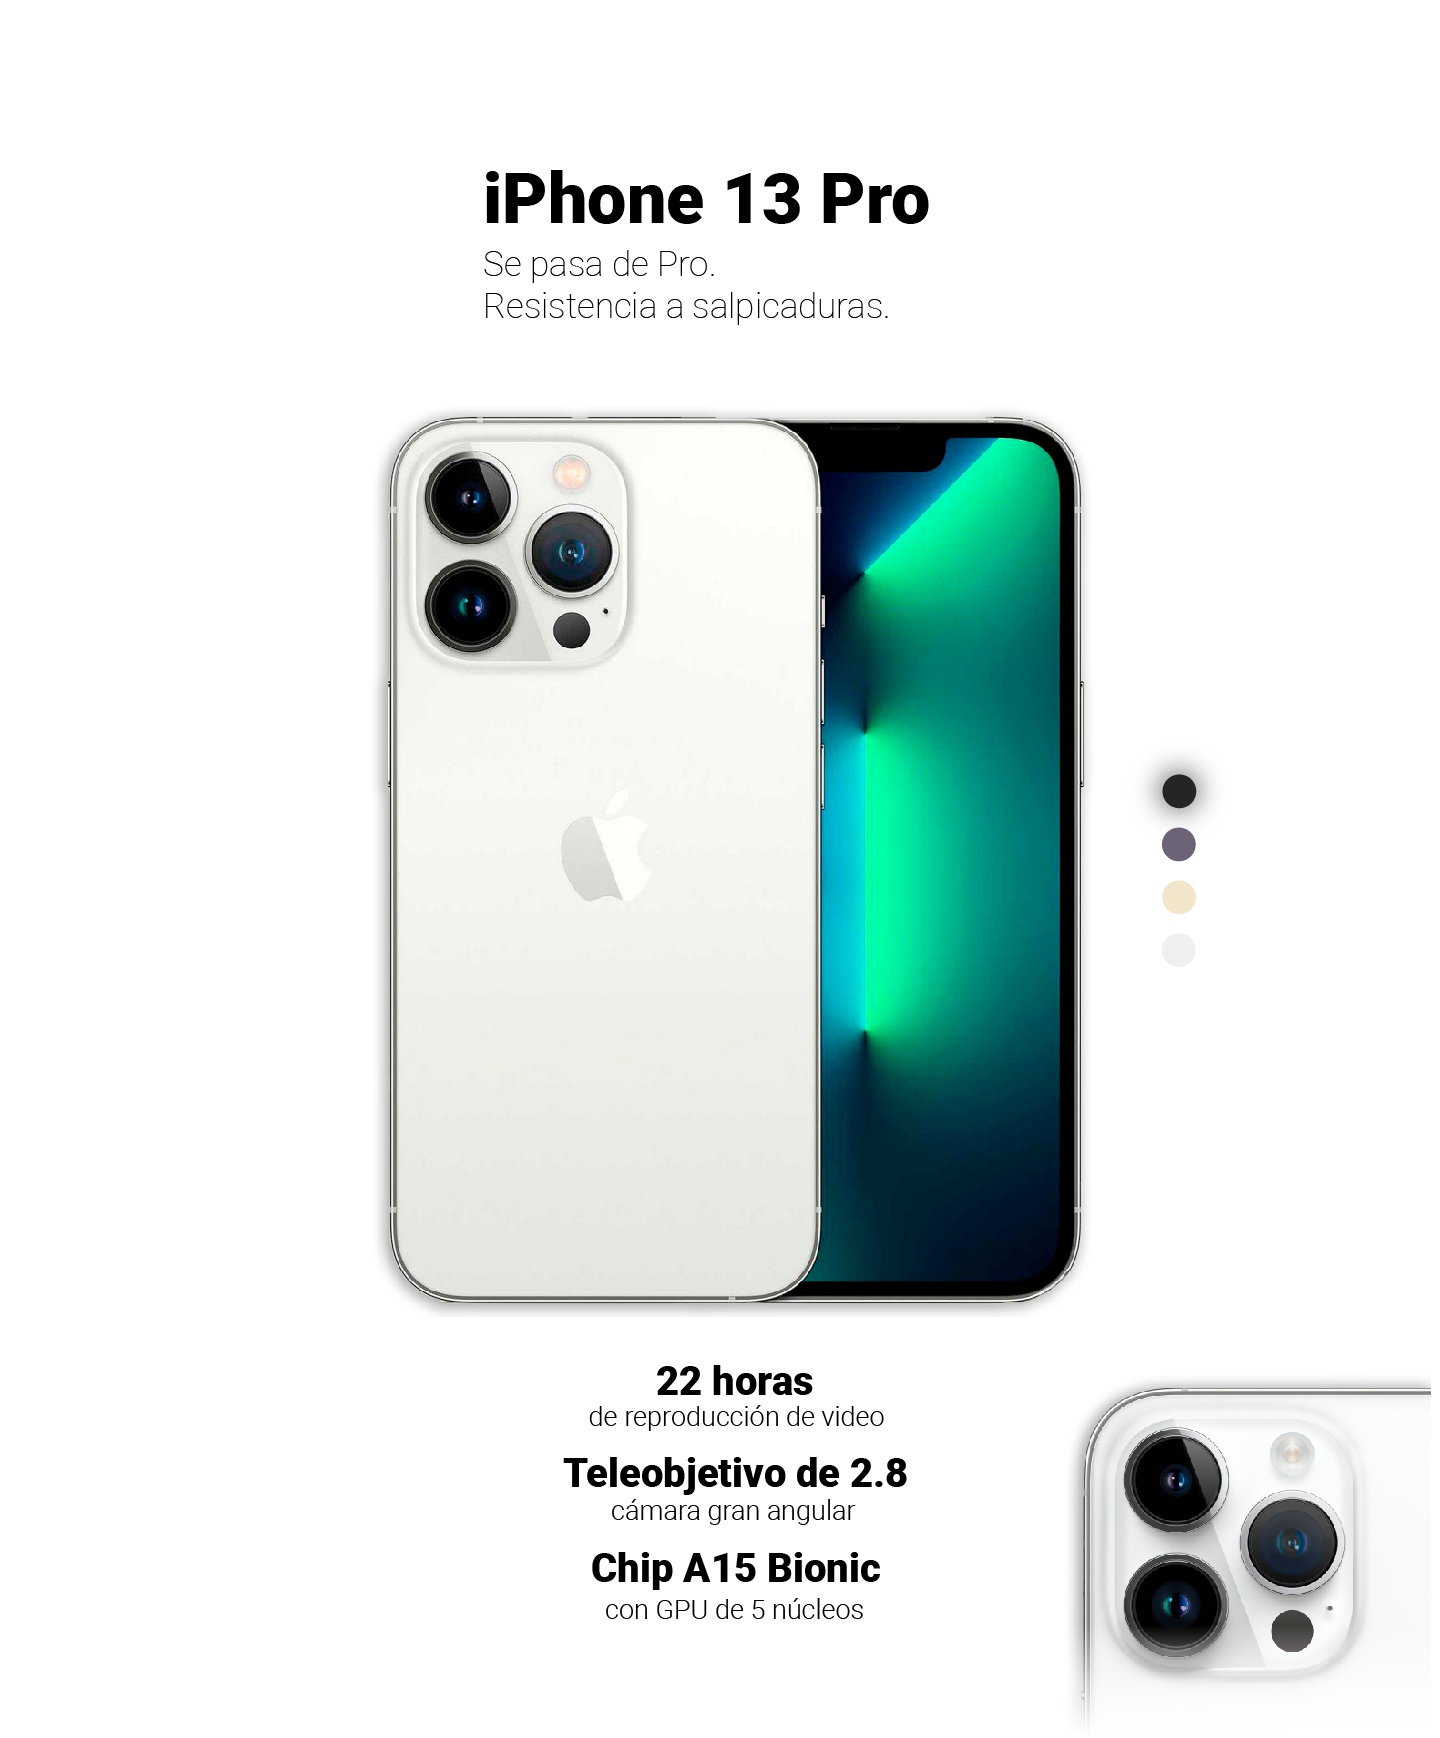 iPhone 13 Pro
Se pasa de Pro.
Resistencia a salpicaduras.
22 horas
de reproducción de video
Teleobjetivo de 2.8
cámara gran angular
Chip A15 Bionic
con GPU de 5 núcleos